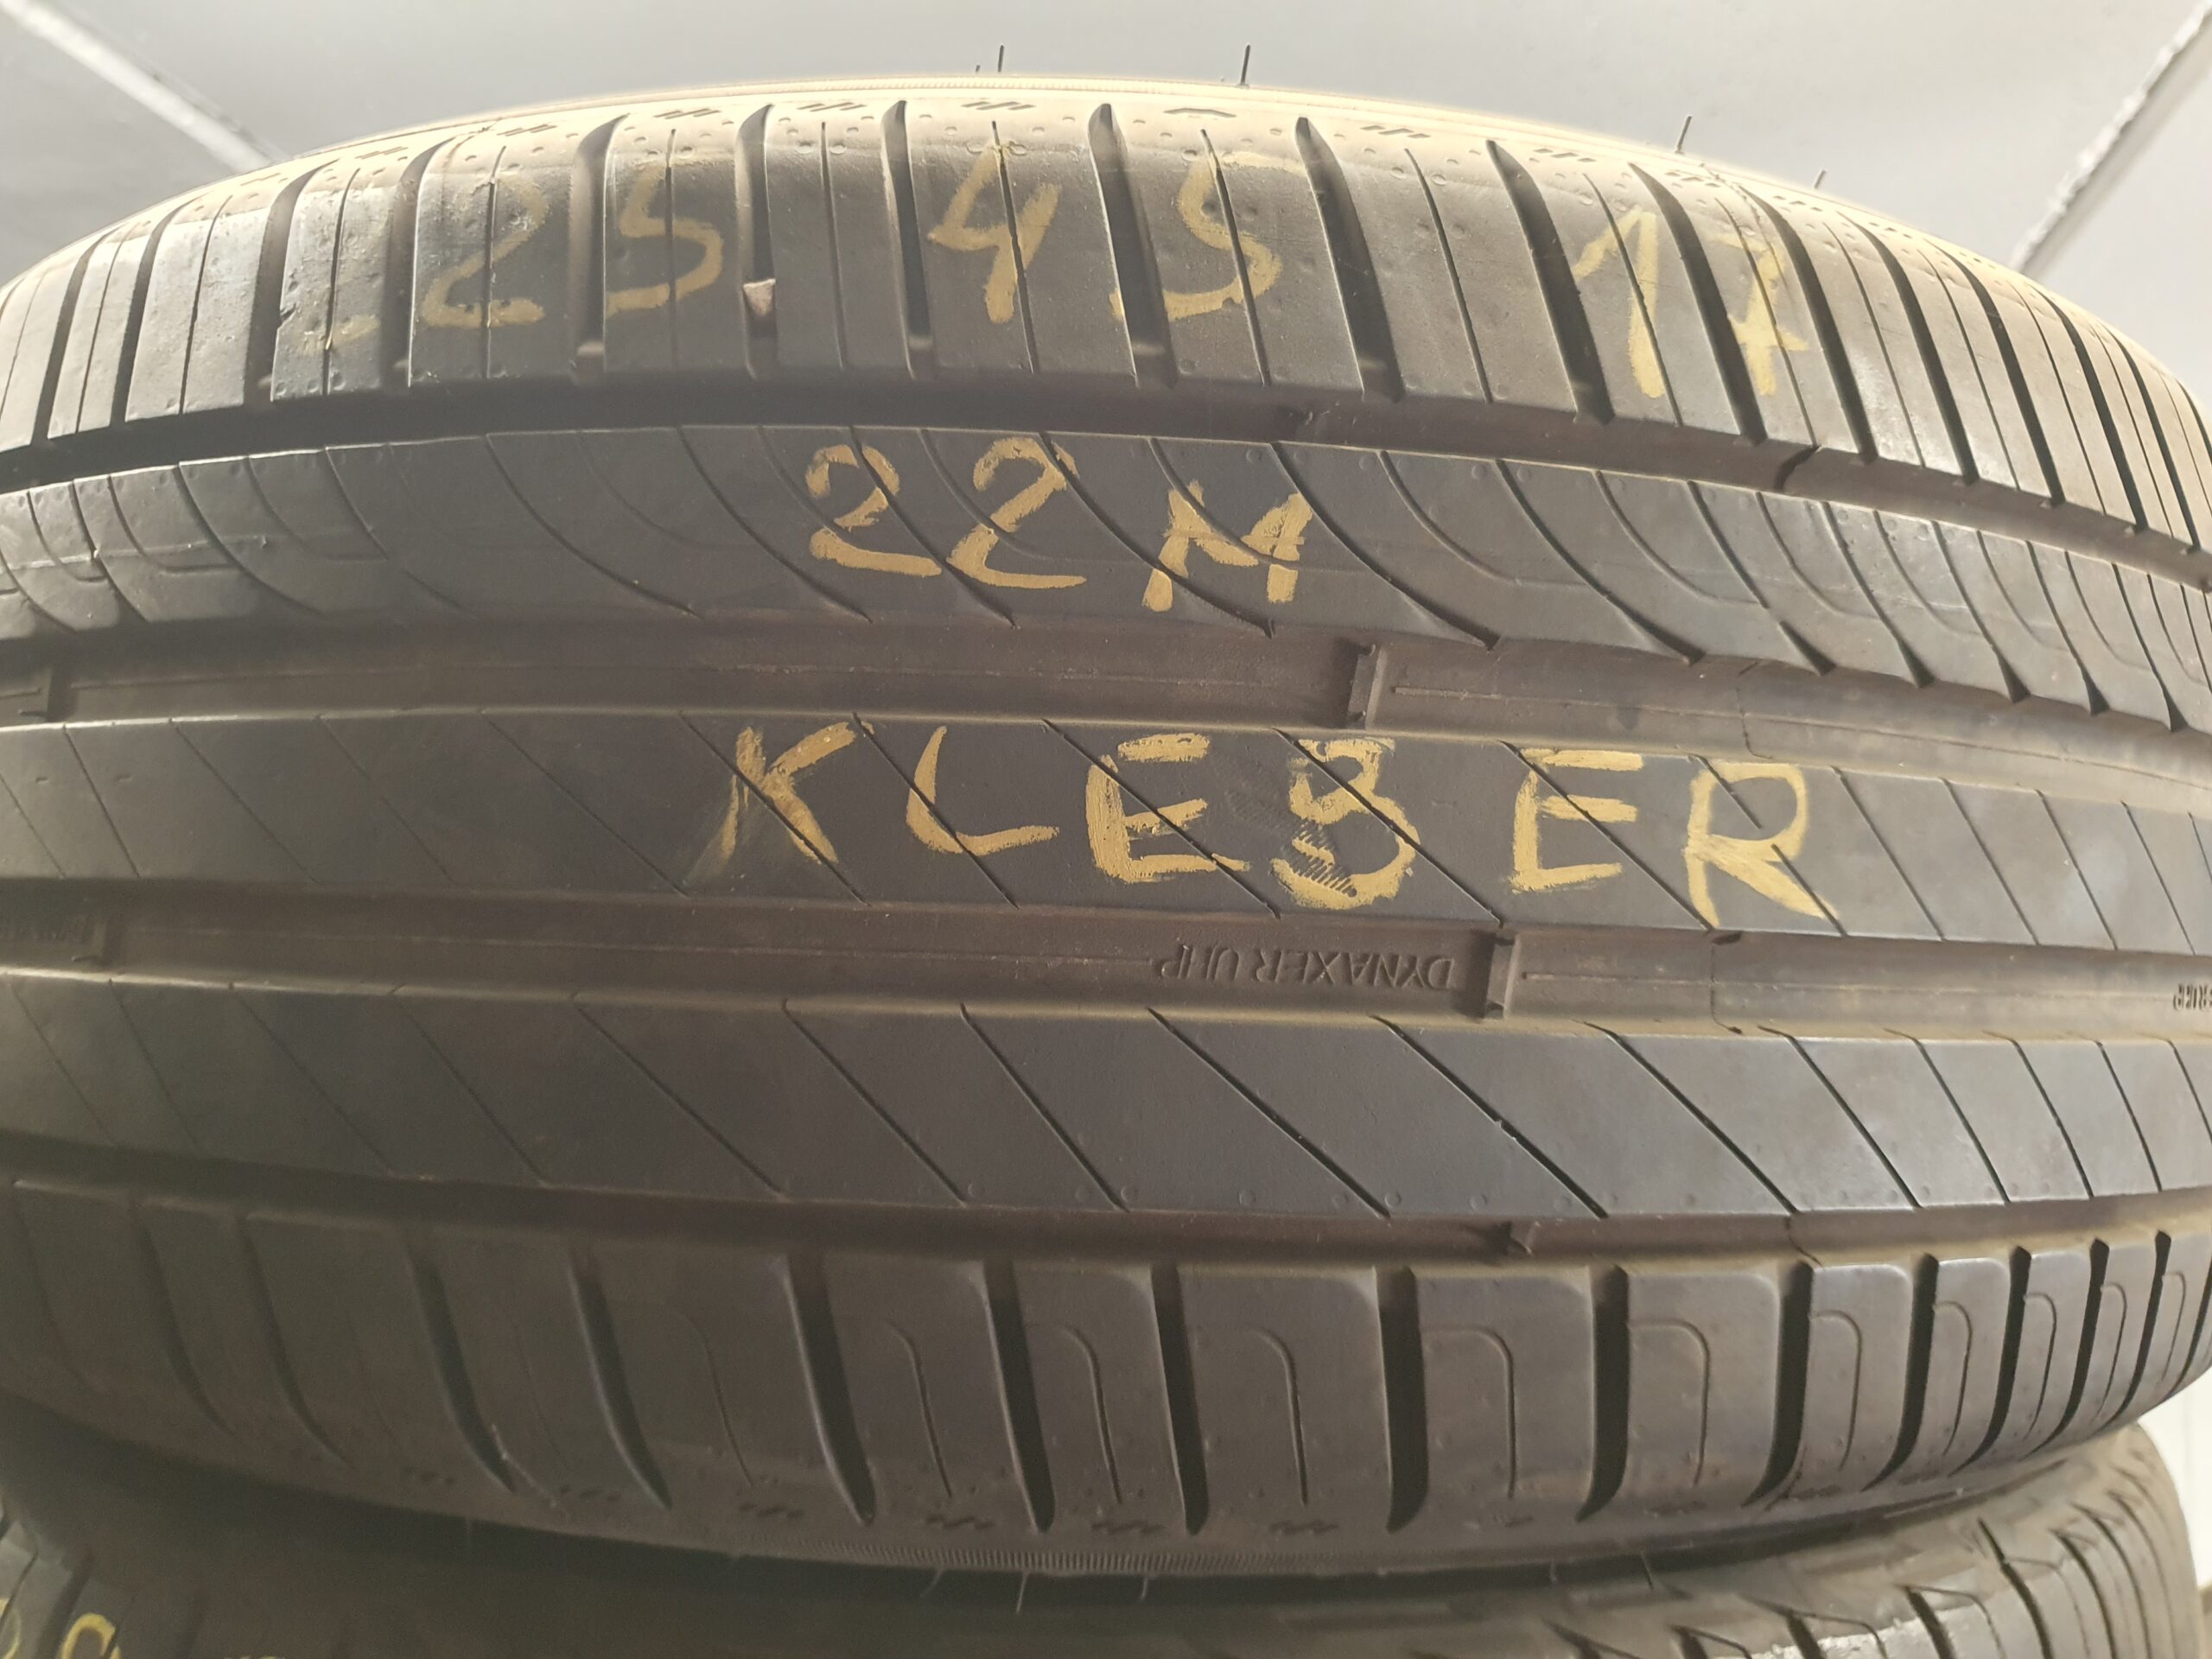 225 45 17
22M
KLEBER
DYNAXER UHP